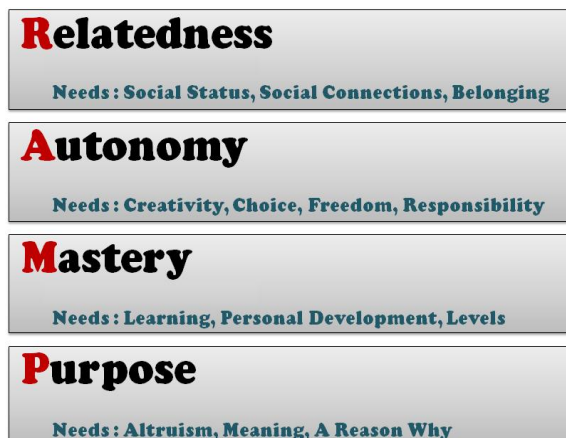 Relatedness
Needs : Social Status, Social Connections, Belonging
Autonomy
Needs : Creativity, Choice, Freedom, Responsibility
Mastery
Needs : Learning, Personal Development, Levels
Purpose
Needs : Altruism, Meaning, A Reason Why